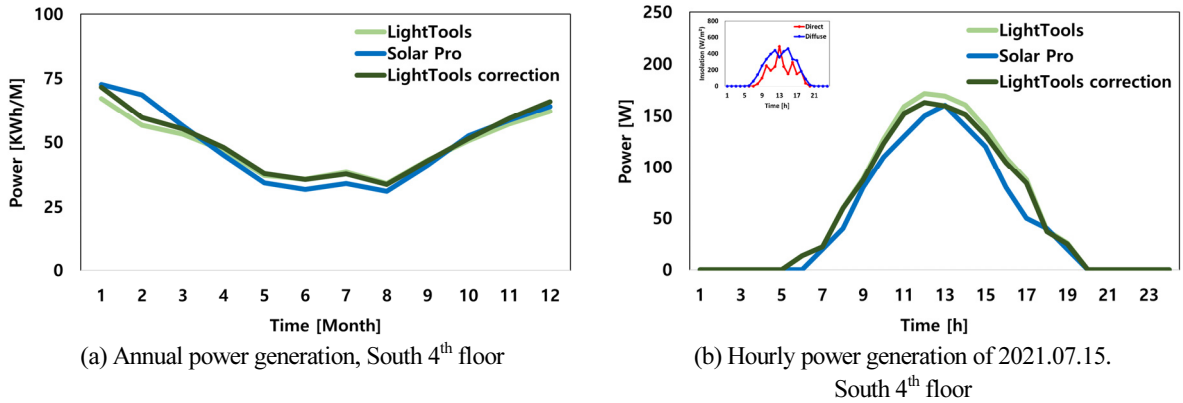 100
75
50
25
0
Power [KWh/M]
LightTools
Solar Pro
LightTools correction
1 2 3 4 5 6 7 8 9 10 11 12
Time [Month]
(a) Annual power generation, South 4th floor
250
200
150
100
50
0
Power [W]
800
600
400
200
0
Insolation (W/m²)
Direct
Diffuse
1 5 9 13 17 21
Time [h]
LightTools
Solar Pro
LightTools correction
1 3 5 7 9 11 13 15 17 19 21 23
Time [h]
(b) Hourly power generation of 2021.07.15.
South 4th floor